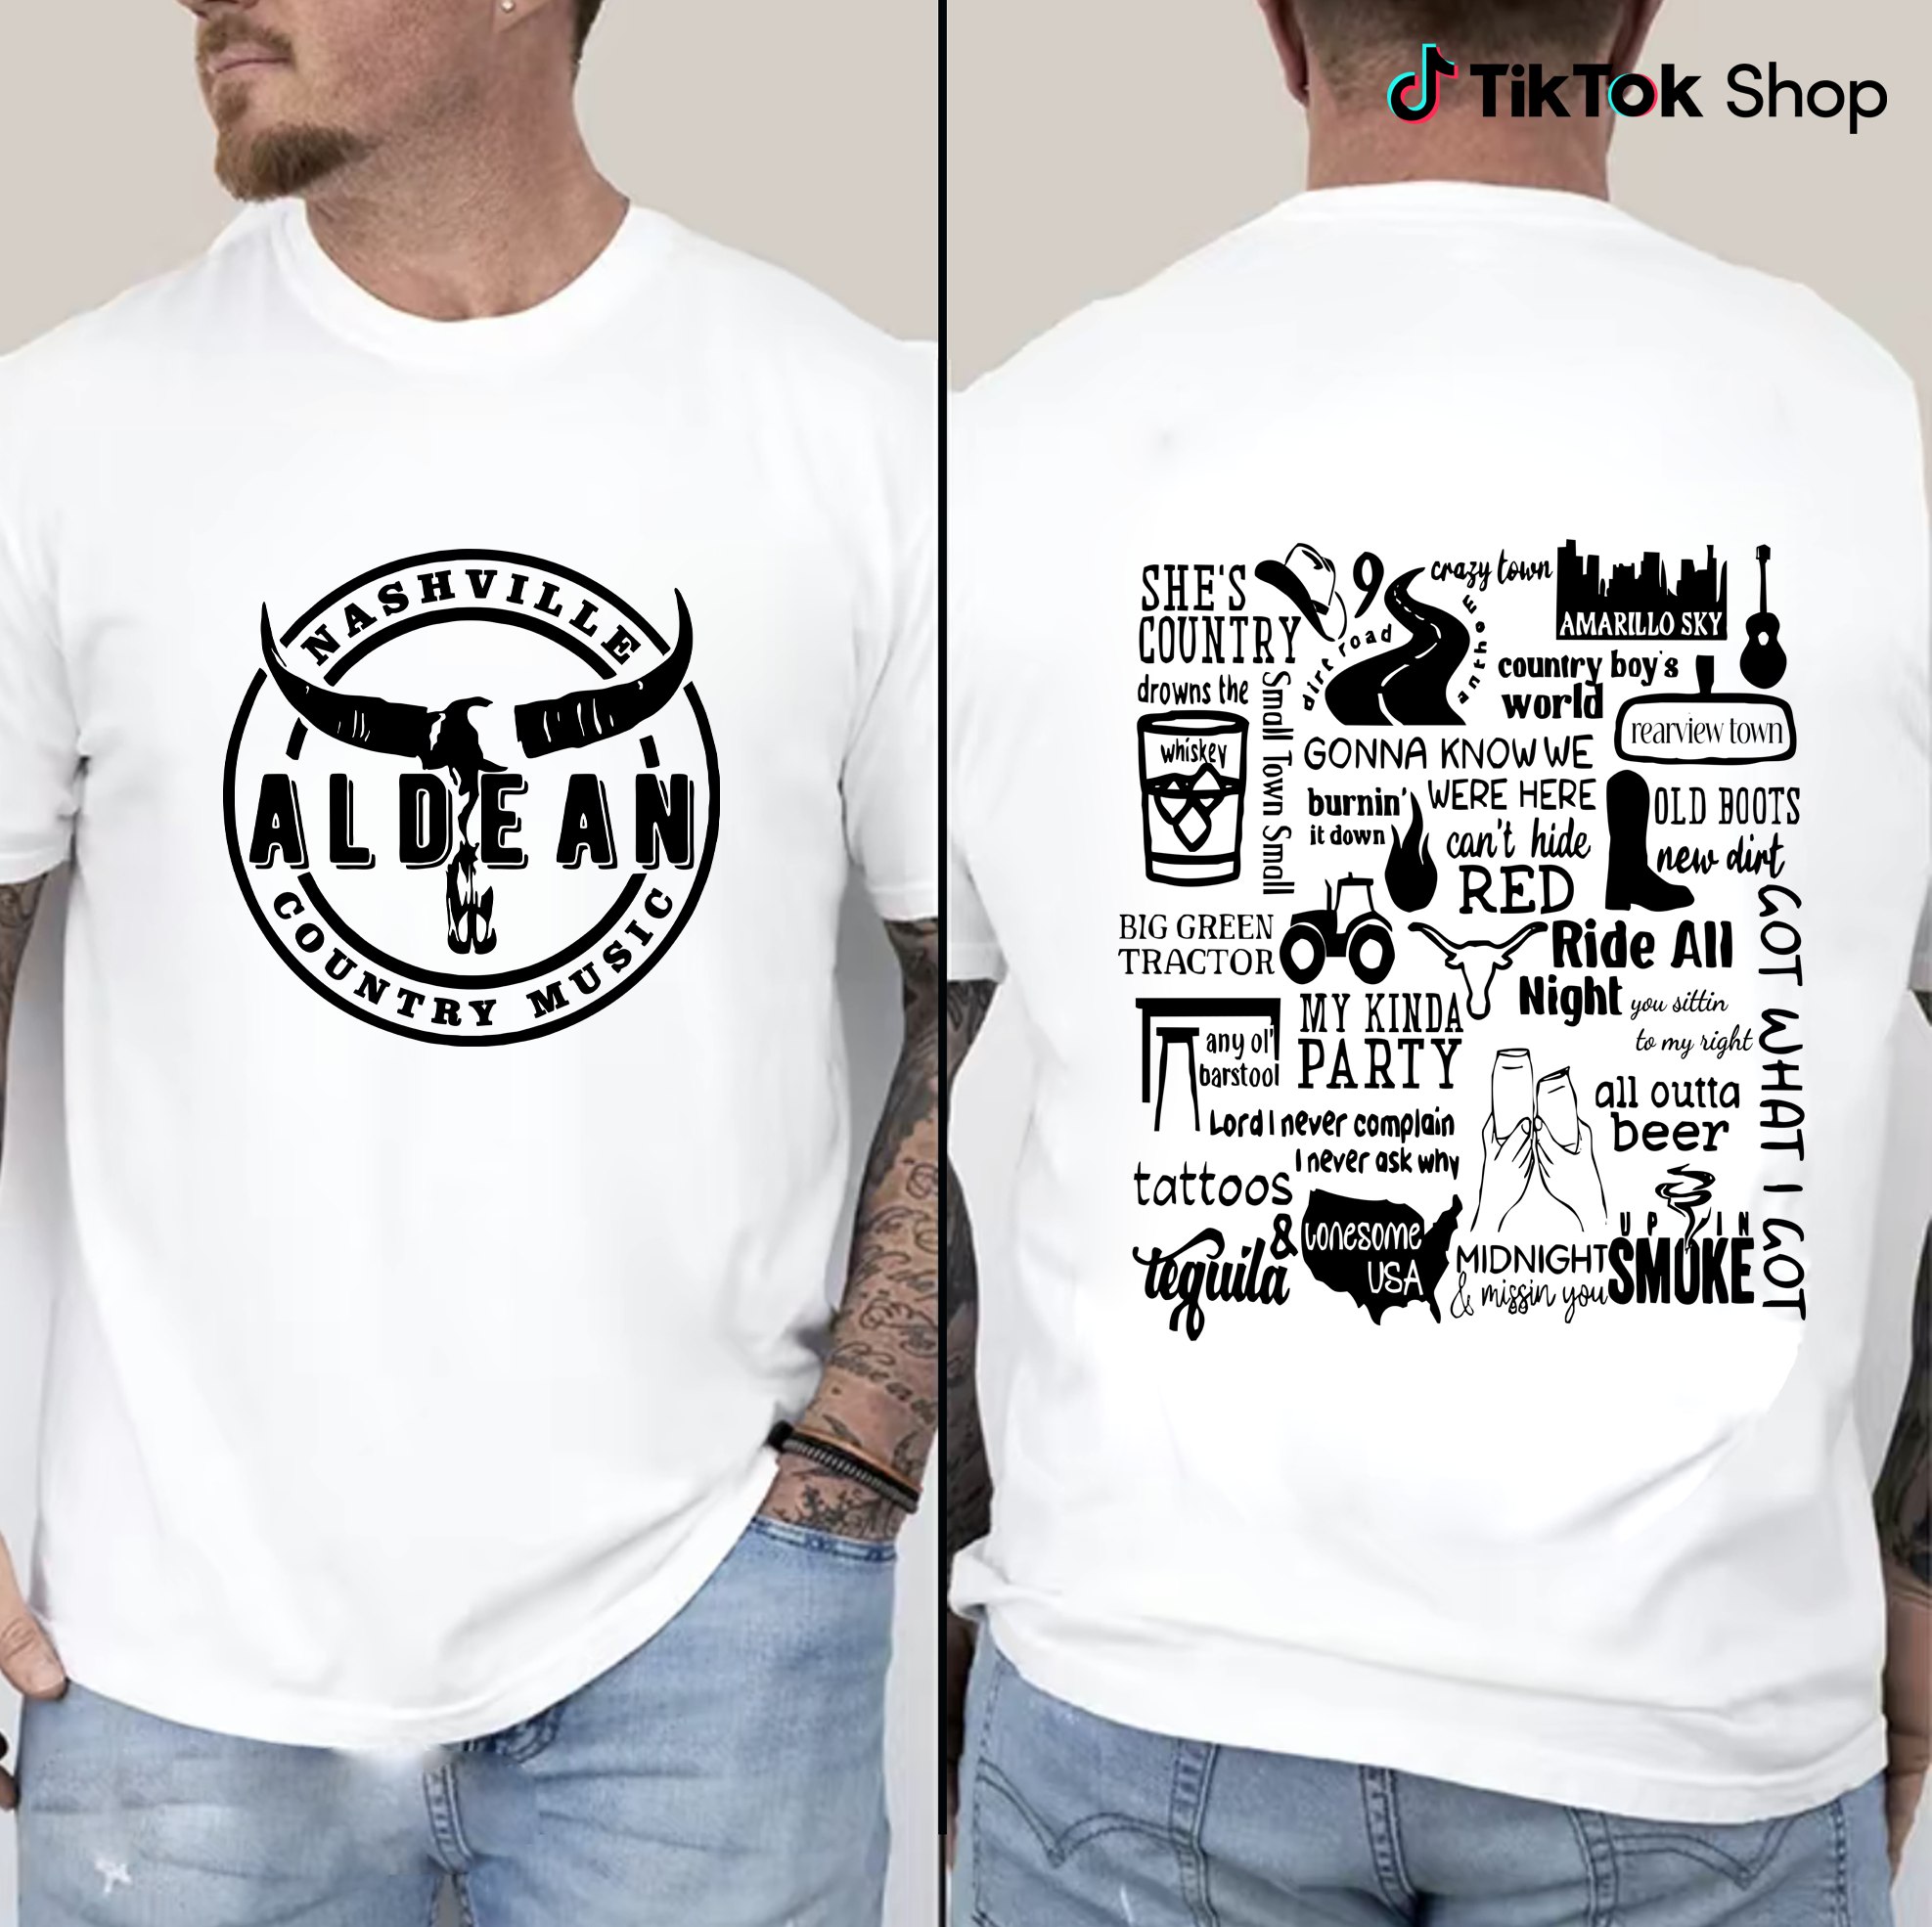 TikTok Shop
NASHVILLE
ALDEAN
COUNTRY MUSIC
SHE'S
COUNTRY
9
dirt road
anthem
crazy town
AMARILLO SKY
country boy's
world
rearview town
drowns the
whiskey
Small Town Small
GONNA KNOW WE
WERE HERE
burnin'
it down
can't hide
RED
OLD BOOTS
new dirt
GOT WHAT I GOT
BIG GREEN
TRACTOR
Ride All
Night
you sittin
to my right
any ol'
barstool
MY KINDA
PARTY
Lord I never complain
I never ask why
all outta
beer
tattoos
&
tequila
Lonesome
USA
MIDNIGHT
& missin you
UP IN
SMOKE